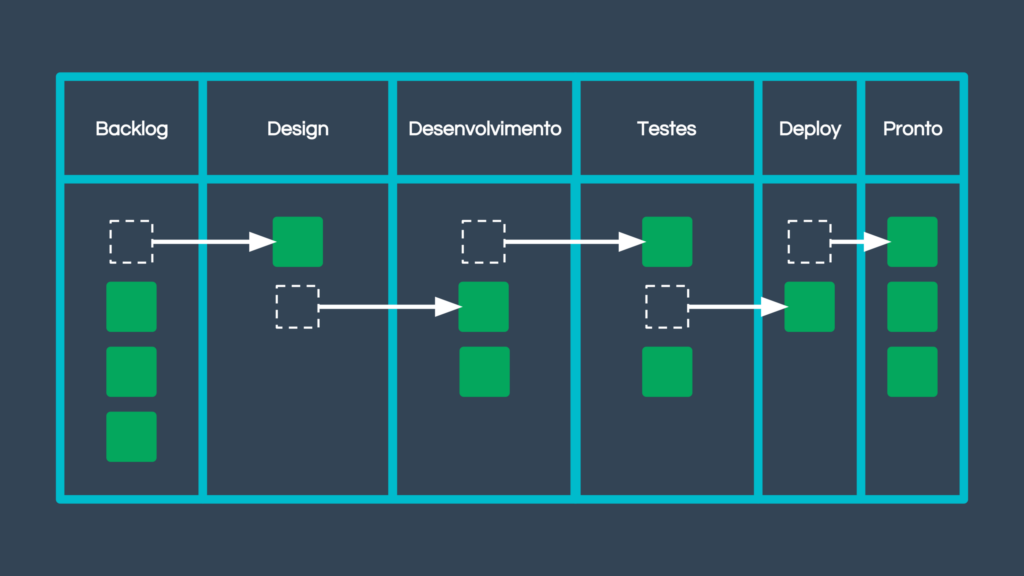 Backlog
Design
Desenvolvimento
Testes
Deploy
Pronto